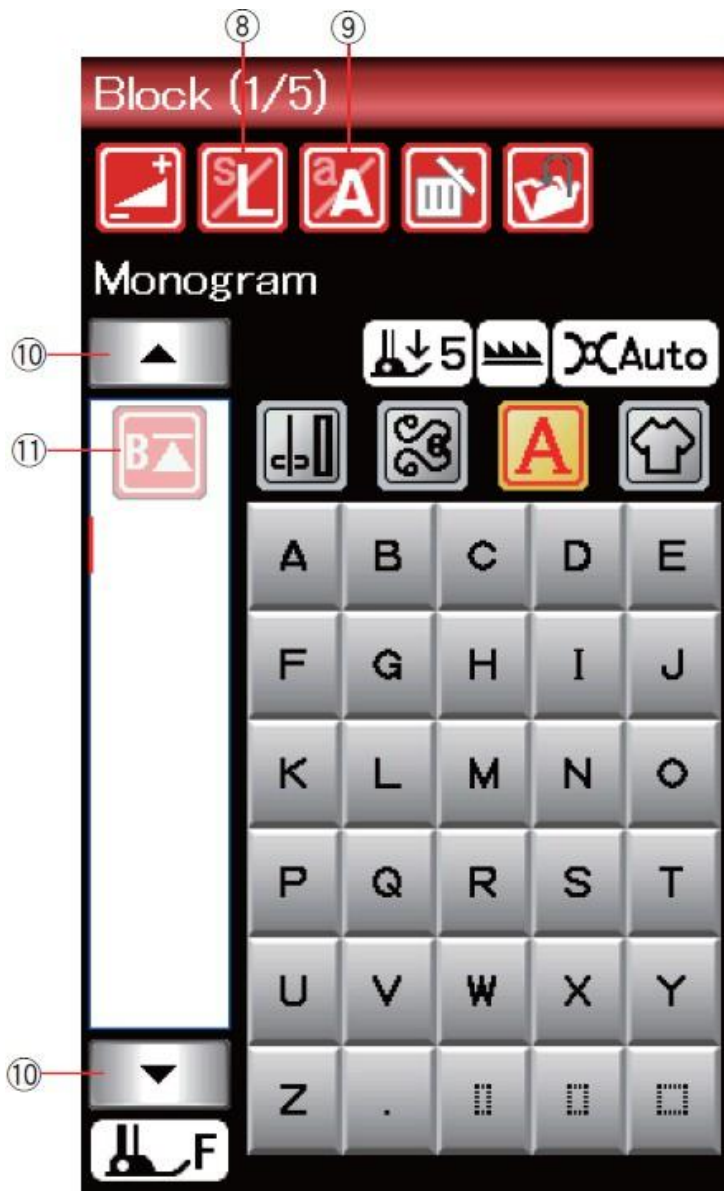 ⑧ ⑨
Block (1/5)
S/L a/A
Monogram
⑩
5 Auto
⑪ B A
A B C D E
F G H I J
K L M N O
P Q R S T
U V W X Y
⑩
Z .
F